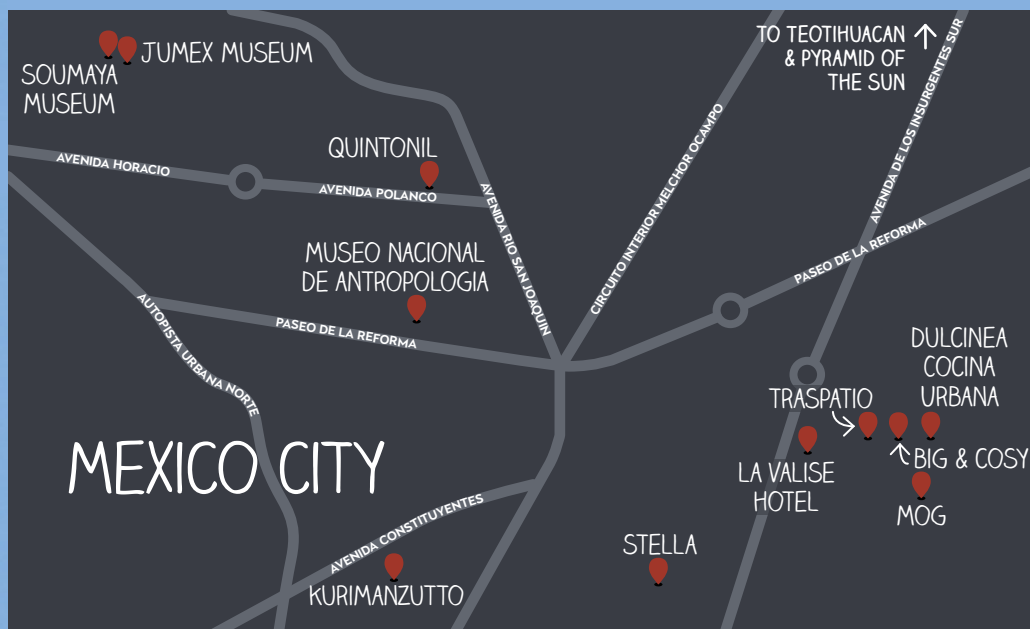 JUMEX MUSEUM
SOUMAYA
MUSEUM
TO TEOTIHUACAN
& PYRAMID OF
THE SUN
AVENIDA DE LOS INSURGENTES SUR
CIRCUITO INTERIOR MELCHOR OCAMPO
QUINTONIL
AVENIDA HORACIO
AVENIDA POLANCO
AVENIDA RIO SAN JOAQUIN
PASEO DE LA REFORMA
MUSEO NACIONAL
DE ANTROPOLOGIA
PASEO DE LA REFORMA
AUTOPISTA URBANA NORTE
DULCINEA
COCINA
URBANA
TRASPATIO
BIG & COSY
LA VALISE
HOTEL
MOG
MEXICO CITY
AVENIDA CONSTITUYENTES
STELLA
KURIMANZUTTO